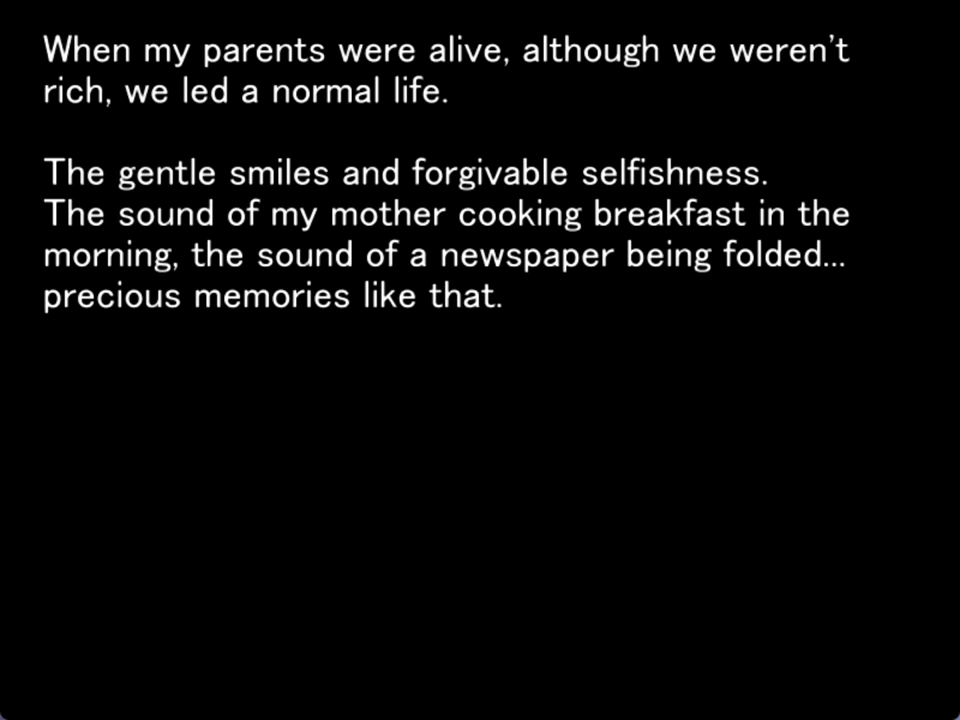 When my parents were alive, although we weren't
rich, we led a normal life.
The gentle smiles and forgivable selfishness.
The sound of my mother cooking breakfast in the
morning, the sound of a newspaper being folded...
precious memories like that.